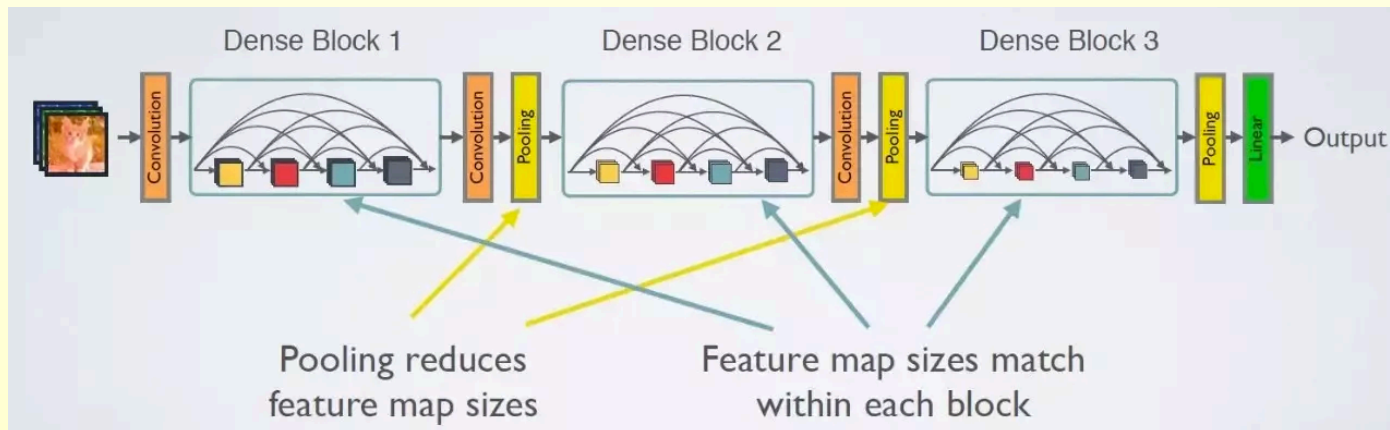 Dense Block 1
Dense Block 2
Dense Block 3
Convolution
Convolution
Pooling
Convolution
Pooling
Pooling
Linear
Output
Pooling reduces
feature map sizes
Feature map sizes match
within each block